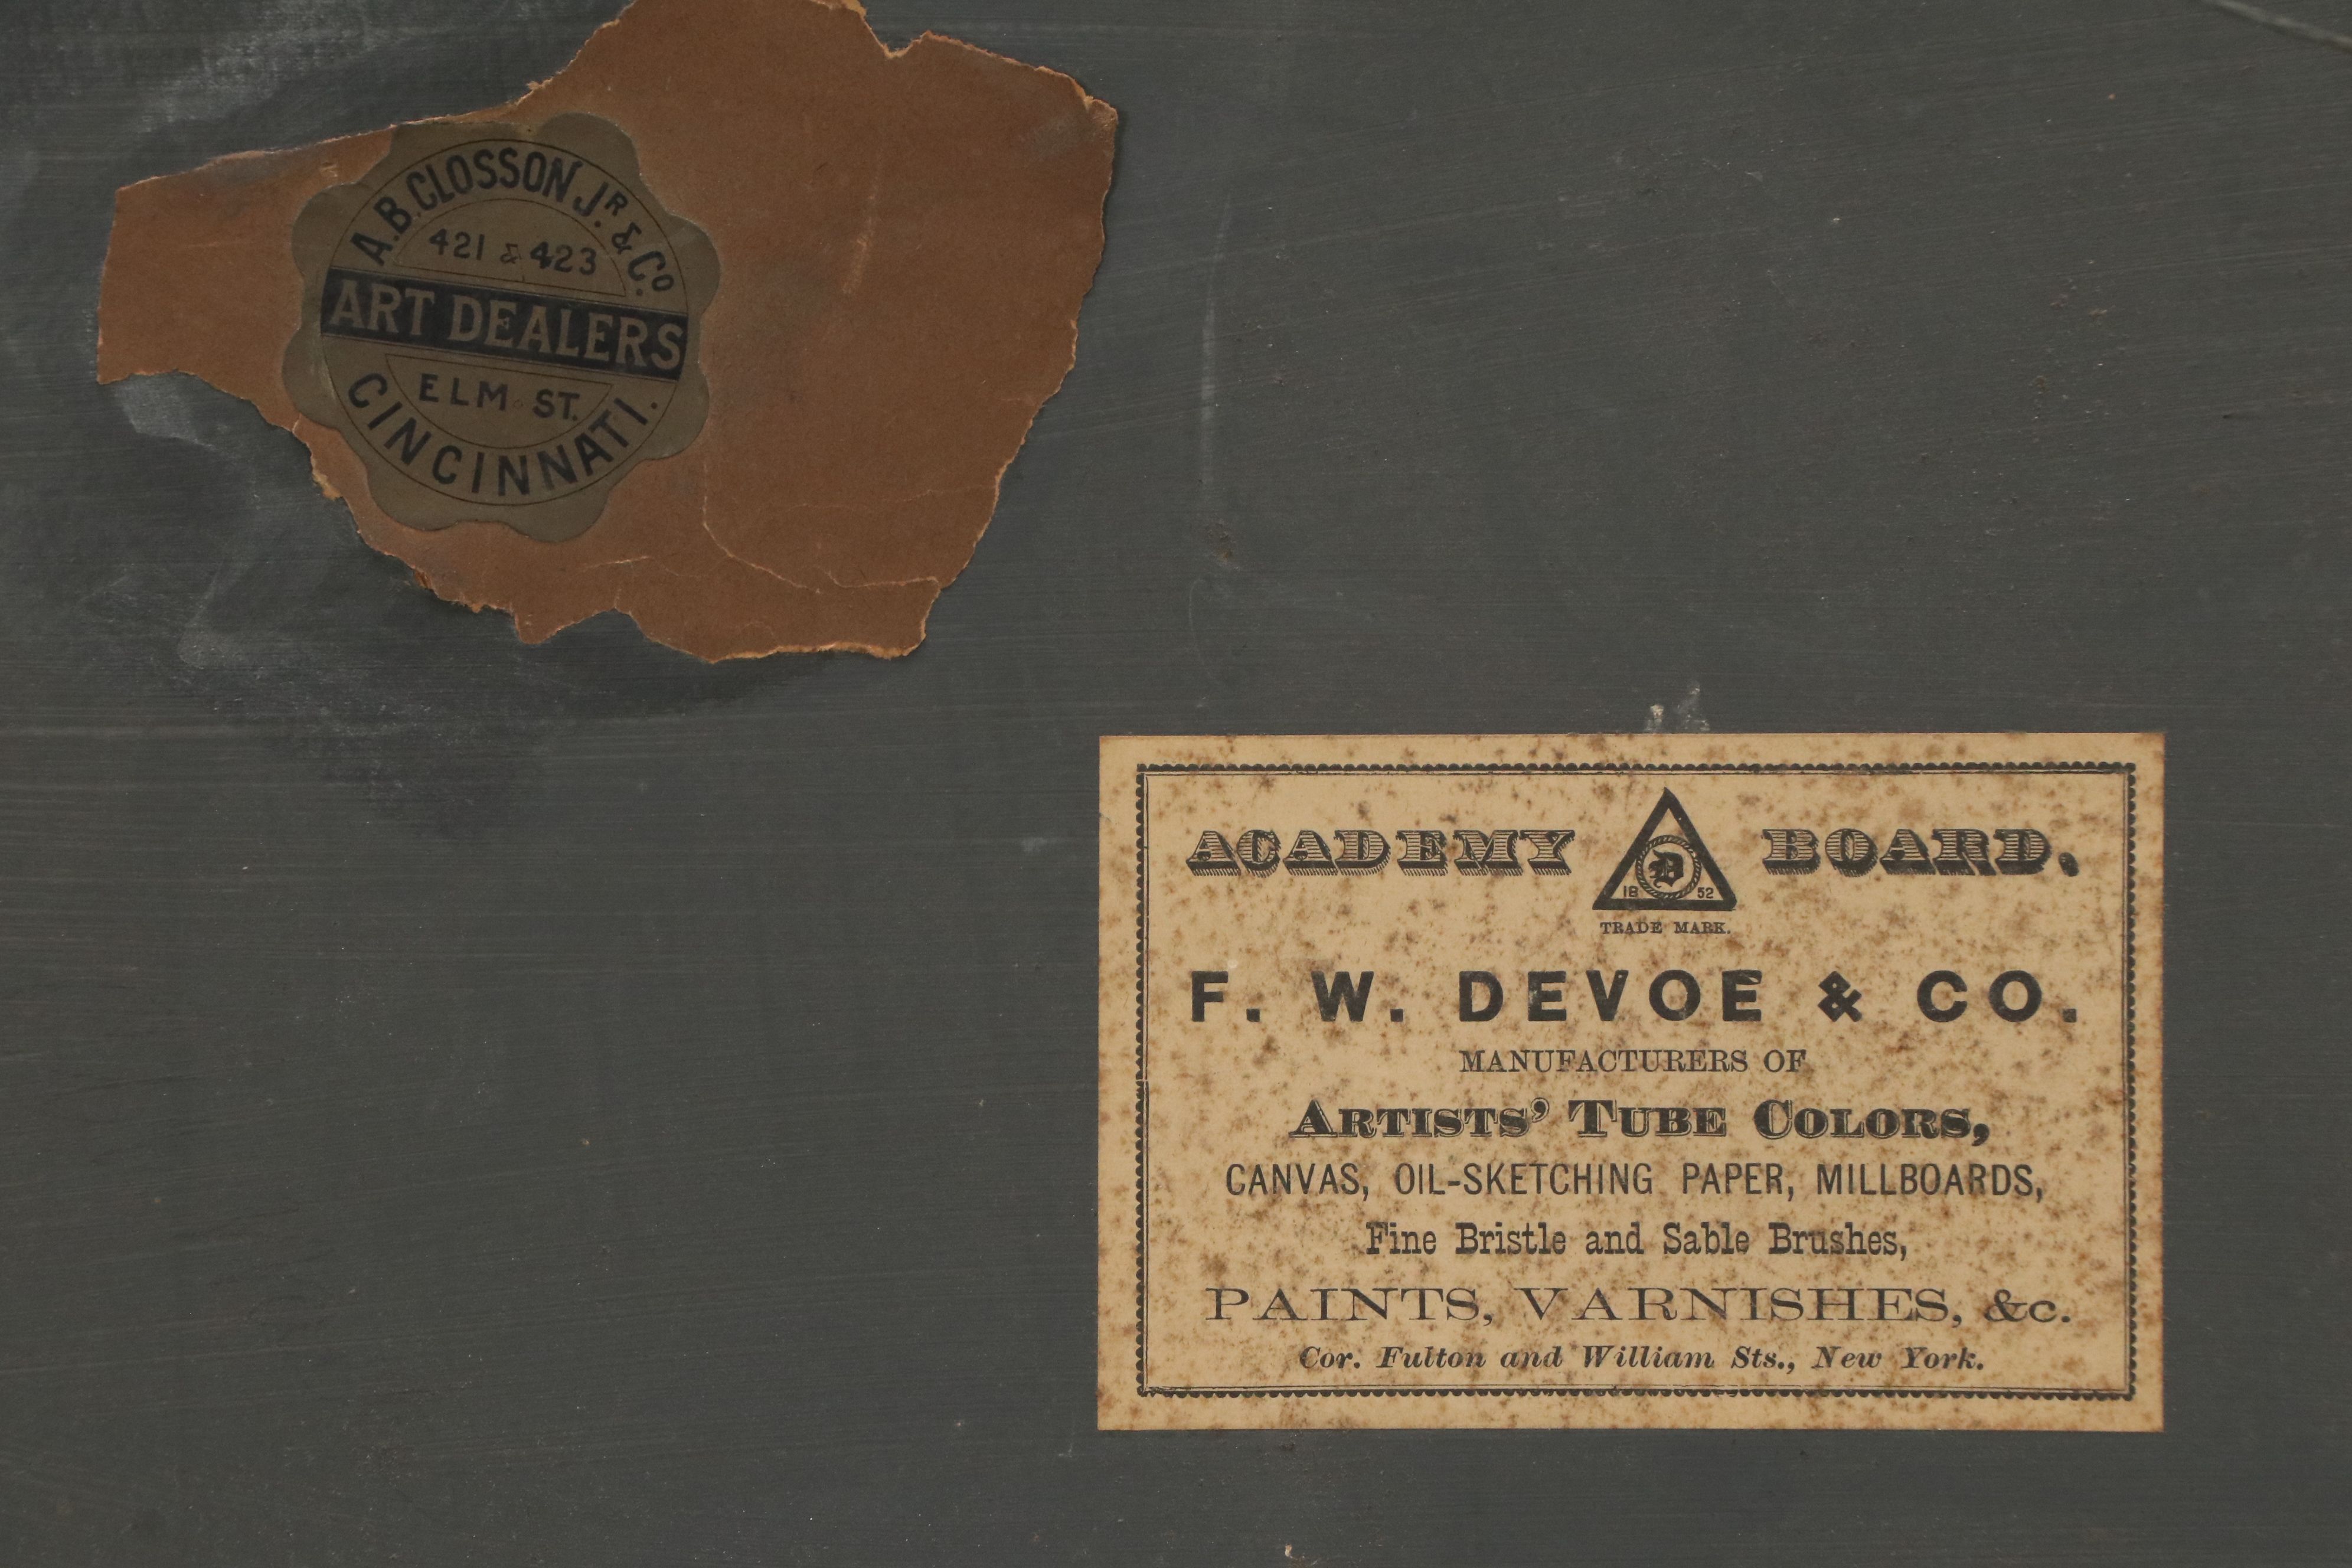 A.B. CLOSSON Jr. & Co.
421 & 423
ART DEALERS
ELM ST.
CINCINNATI.
ACADEMY BOARD.
D
18 52
TRADE MARK.
F. W. DEVOE & CO.
MANUFACTURERS OF
ARTISTS' TUBE COLORS,
CANVAS, OIL-SKETCHING PAPER, MILLBOARDS,
Fine Bristle and Sable Brushes,
PAINTS, VARNISHES, &c.
Cor. Fulton and William Sts., New York.